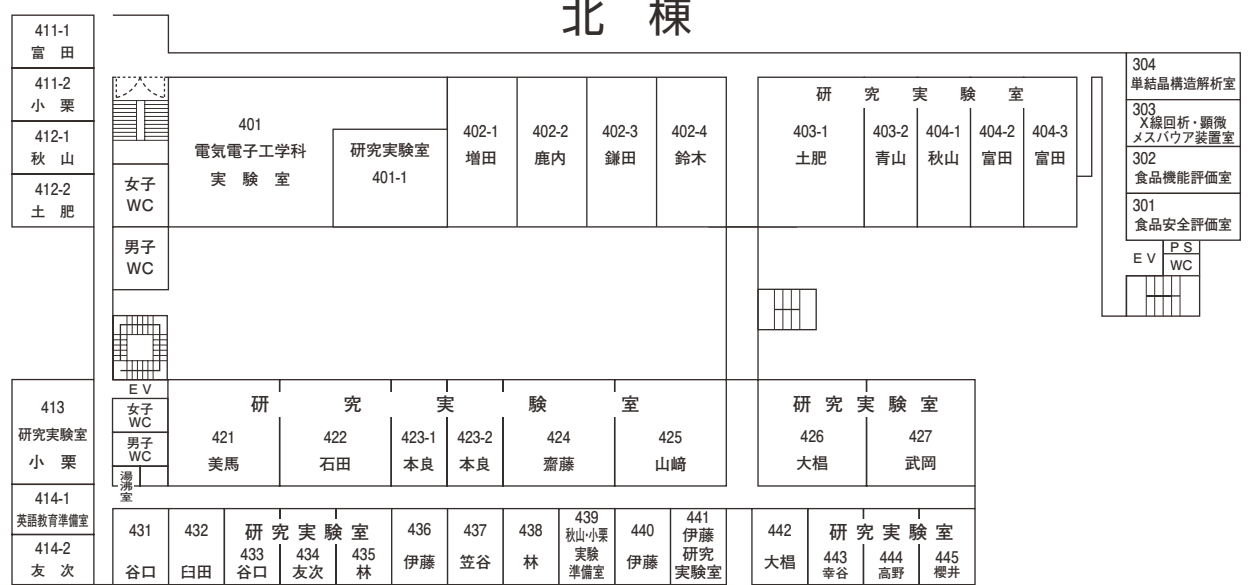 北 棟
411-1
富 田
411-2
小 栗
412-1
秋 山
412-2
土 肥
女子
WC
男子
WC
401
電気電子工学科
実 験 室
研究実験室
401-1
402-1
増田
402-2
鹿内
402-3
鎌田
402-4
鈴木
研 究 実 験 室
403-1
土肥
403-2
青山
404-1
秋山
404-2
富田
404-3
富田
304
単結晶構造解析室
303
X線回析・顕微
メスバウア装置室
302
食品機能評価室
301
食品安全評価室
E V
P S
WC
413
研究実験室
小 栗
414-1
英語教育準備室
414-2
友 次
E V
女子
WC
男子
WC
湯沸室
研 究 実 験 室
421
美馬
422
石田
423-1
本良
423-2
本良
424
齋藤
425
山﨑
研 究 実 験 室
426
大椙
427
武岡
431
谷口
432
臼田
研 究 実 験 室
433
谷口
434
友次
435
林
436
伊藤
437
笠谷
438
林
439
秋山・小栗
実験
準備室
440
伊藤
441
伊藤
研究
実験室
442
大椙
研 究 実 験 室
443
幸谷
444
高野
445
櫻井